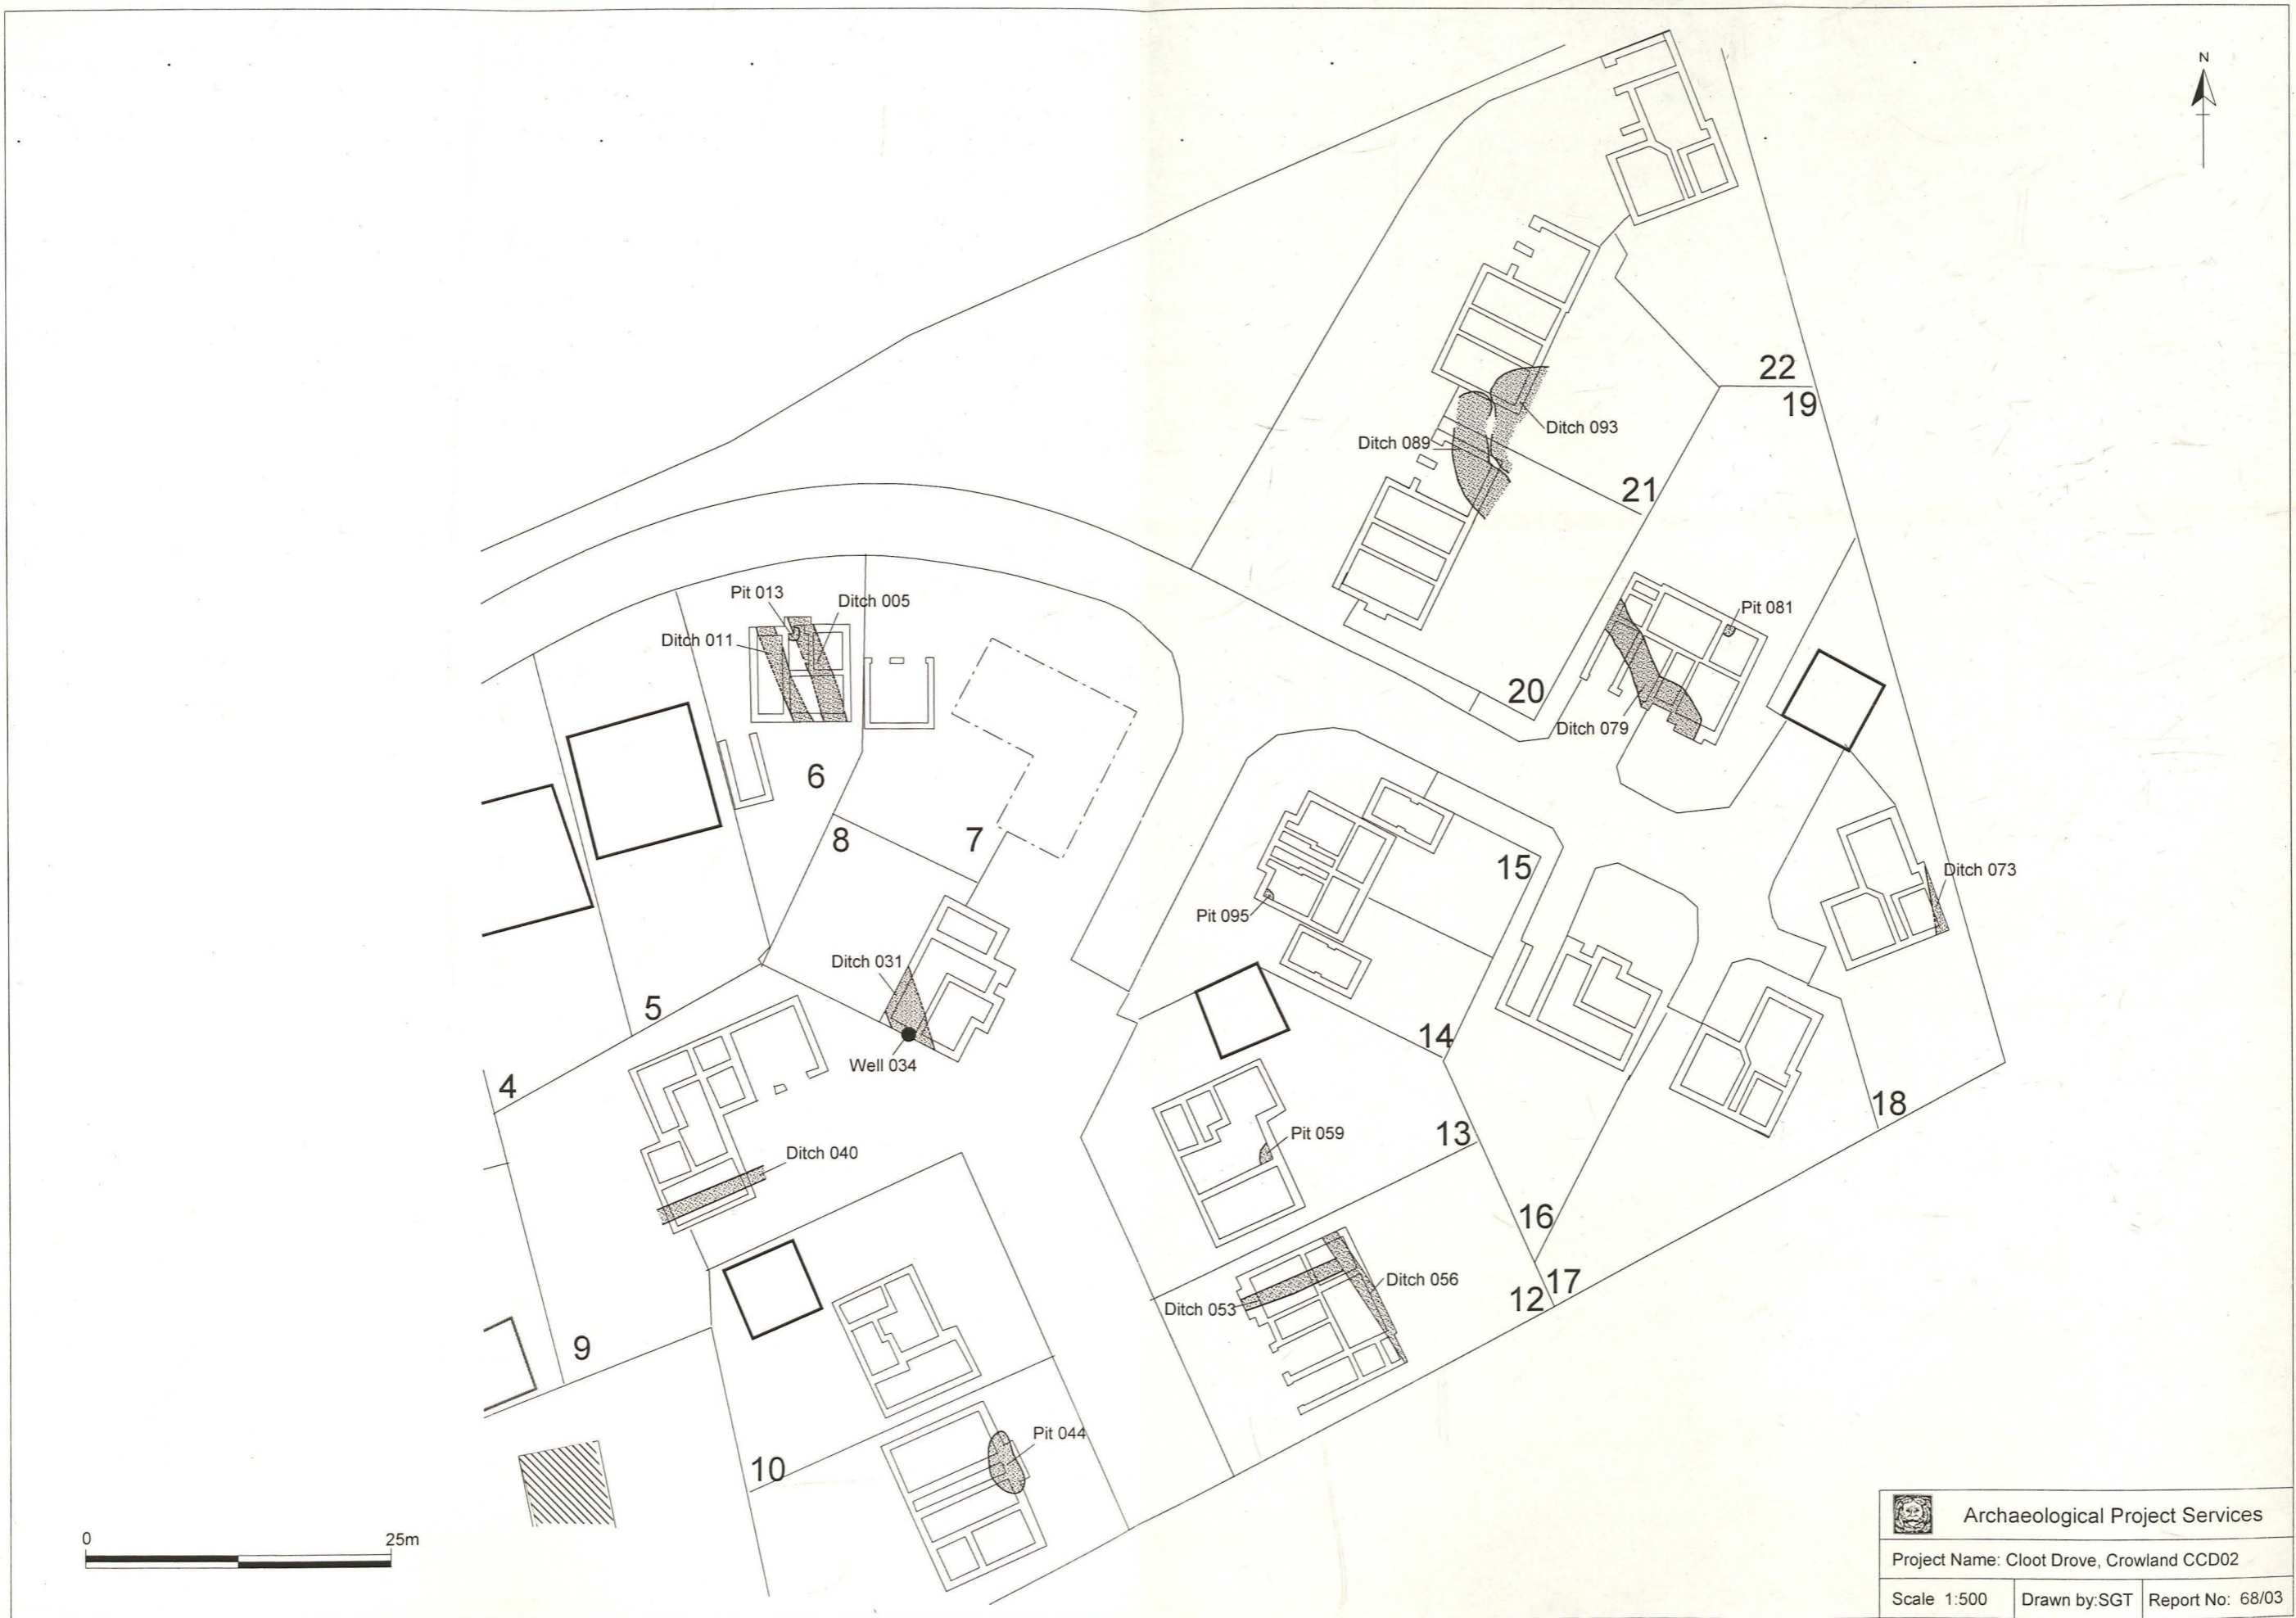 N
22
19
Ditch 093
Ditch 089
21
Pit 013
Ditch 005
Ditch 011
Pit 081
20
Ditch 079
6
8
7
15
Ditch 073
Pit 095
Ditch 031
5
14
Well 034
4
18
Pit 059
13
Ditch 040
16
Ditch 056
Ditch 053
12
17
9
Pit 044
10
0 25m
Archaeological Project Services
Project Name: Cloot Drove, Crowland CCD02
Scale 1:500
Drawn by:SGT
Report No: 68/03